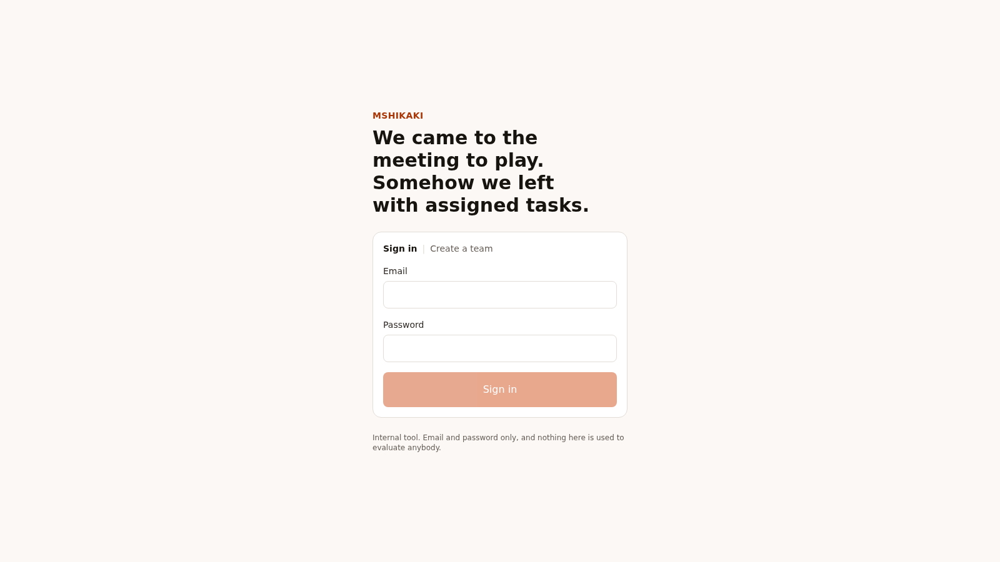 MSHIKAKI
We came to the
meeting to play.
Somehow we left
with assigned tasks.
Sign in | Create a team
Email
Password
Sign in
Internal tool. Email and password only, and nothing here is used to
evaluate anybody.